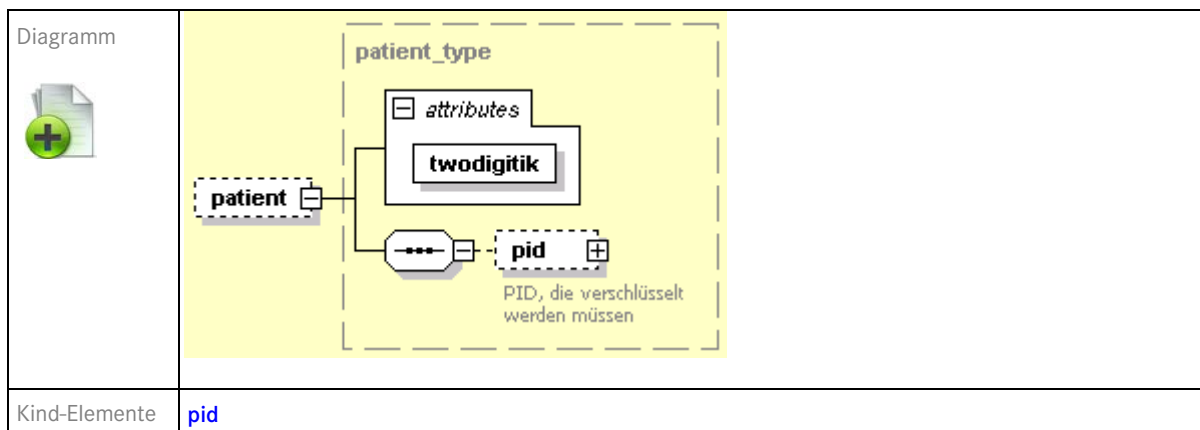 Diagramm
patient_type
attributes
twodigitik
patient
pid
PID, die verschlüsselt
werden müssen
Kind-Elemente
pid